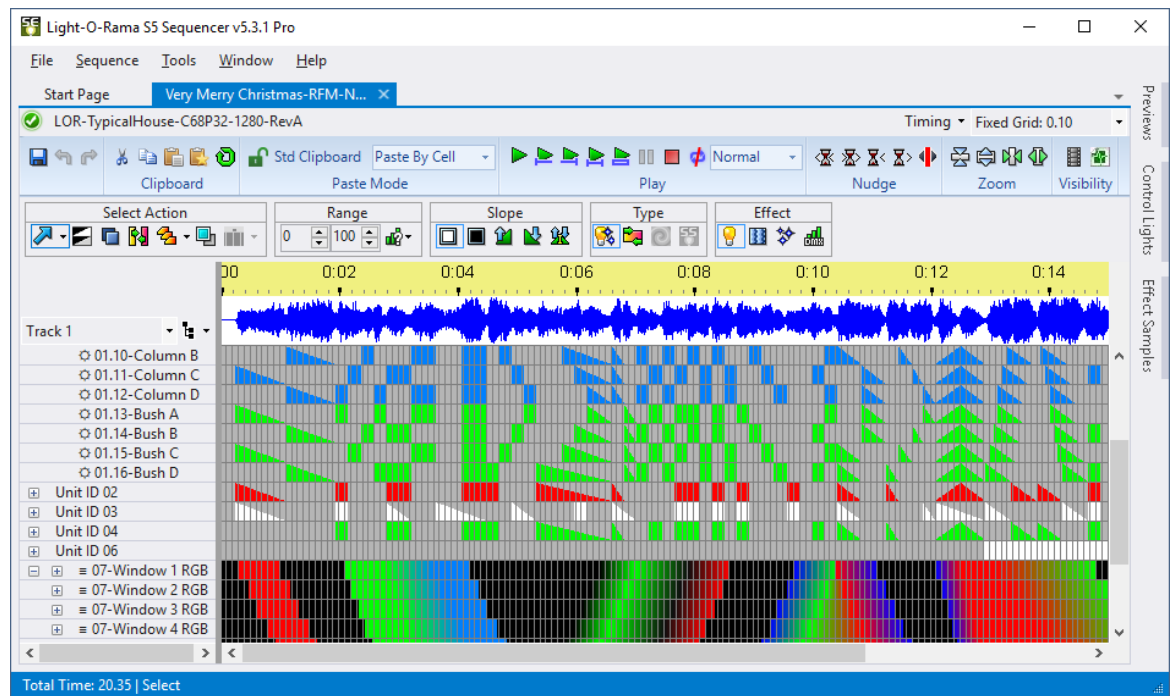 Light-O-Rama S5 Sequencer v5.3.1 Pro
File Sequence Tools Window Help
Start Page Very Merry Christmas-RFM-N...
LOR-TypicalHouse-C68P32-1280-RevA Timing Fixed Grid: 0.10
Std Clipboard Paste By Cell Normal
Clipboard Paste Mode Play Nudge Zoom Visibility
Select Action Range Slope Type Effect
0 100 dmx
00 0:02 0:04 0:06 0:08 0:10 0:12 0:14
Track 1
01.10-Column B
01.11-Column C
01.12-Column D
01.13-Bush A
01.14-Bush B
01.15-Bush C
01.16-Bush D
Unit ID 02
Unit ID 03
Unit ID 04
Unit ID 06
07-Window 1 RGB
07-Window 2 RGB
07-Window 3 RGB
07-Window 4 RGB
Total Time: 20.35 | Select
Previews
Control Lights
Effect Samples